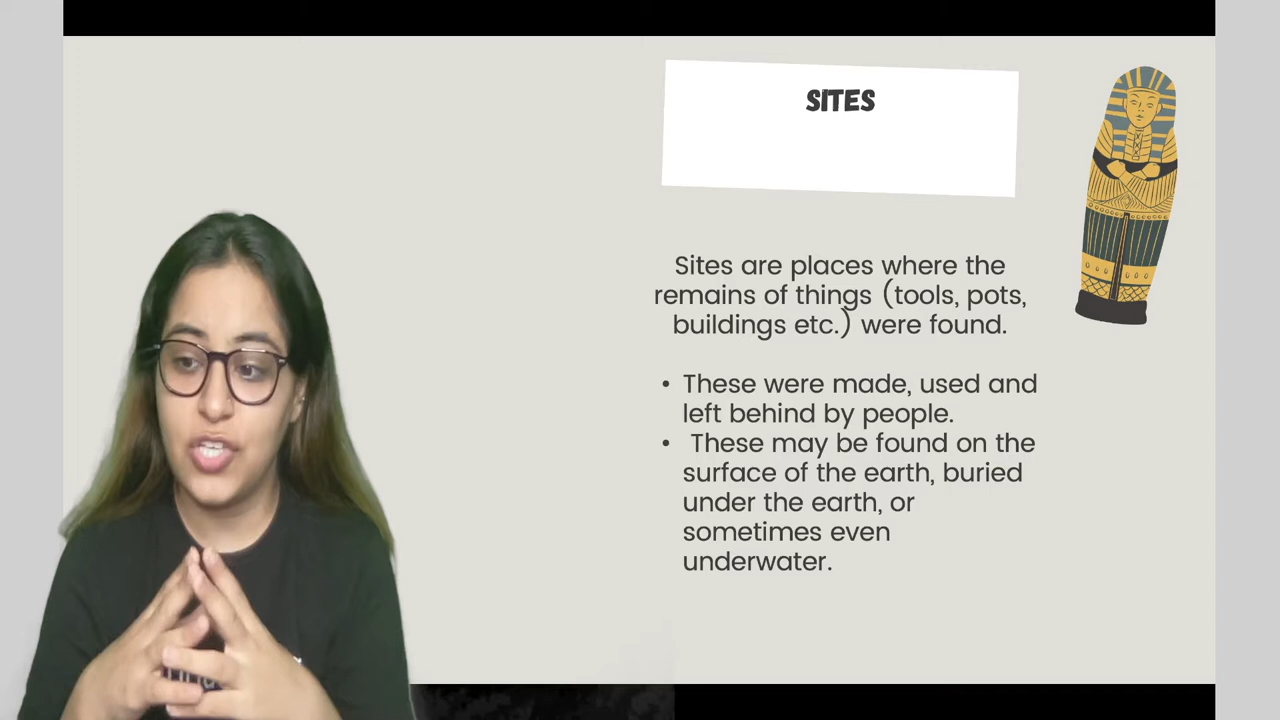 SITES
Sites are places where the
remains of things (tools, pots,
buildings etc.) were found.
• These were made, used and
left behind by people.
• These may be found on the
surface of the earth, buried
under the earth, or
sometimes even
underwater.